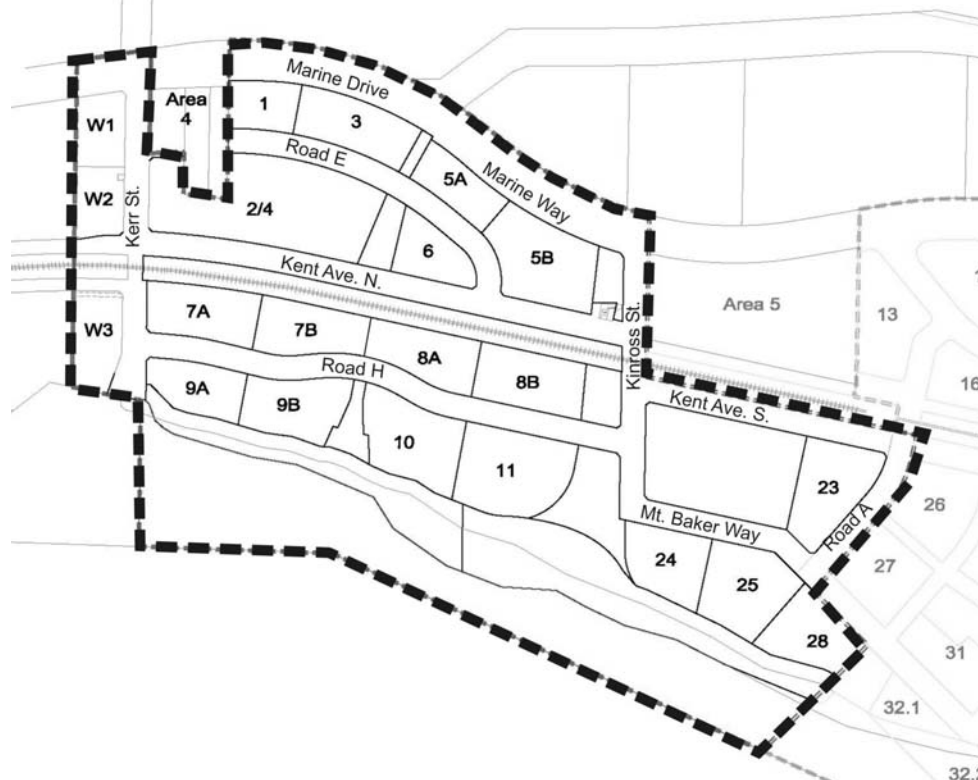 Marine Drive
Area
4
1
3
W1
Road E
5A
Marine Way
W2
Kerr St.
2/4
6
5B
Kent Ave. N.
Area 5
13
7A
7B
Kinross St.
W3
Road H
8A
8B
16
9A
9B
Kent Ave. S.
10
11
23
26
Mt. Baker Way
Road A
24
25
27
28
31
32.1